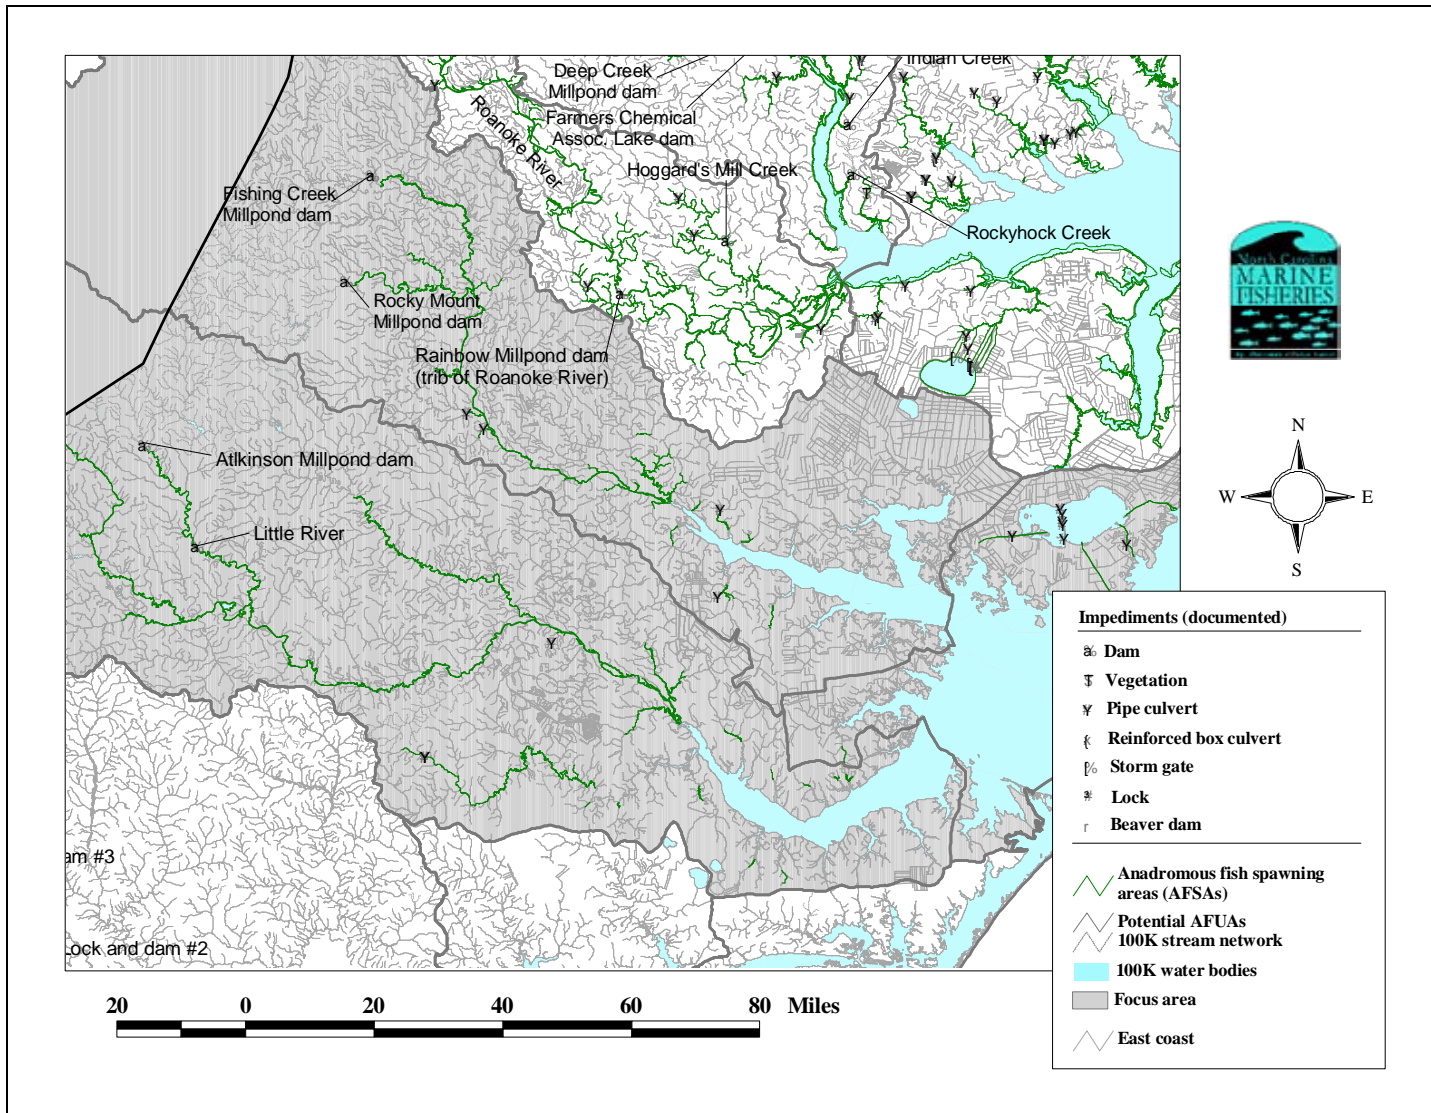 Deep Creek
Millpond dam
Indian Creek
Farmers Chemical
Assoc. Lake dam
Roanoke River
Hoggard's Mill Creek
Fishing Creek
Millpond dam
Rockyhock Creek
Rocky Mount
Millpond dam
Rainbow Millpond dam
(trib of Roanoke River)
Atlkinson Millpond dam
Little River
am #3
Lock and dam #2
North Carolina
MARINE
FISHERIES
N
W
E
S
Impediments (documented)
Dam
Vegetation
Pipe culvert
Reinforced box culvert
Storm gate
Lock
Beaver dam
Anadromous fish spawning
areas (AFSAs)
Potential AFUAs
100K stream network
100K water bodies
Focus area
East coast
20 0 20 40 60 80 Miles